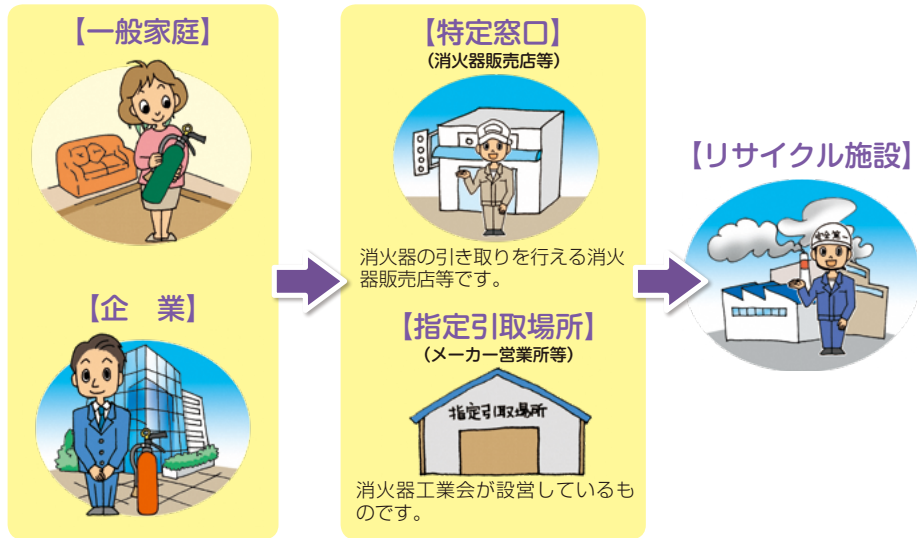 【一般家庭】
【企　業】
【特定窓口】
（消火器販売店等）
消火器の引き取りを行える消火
器販売店等です。
【指定引取場所】
（メーカー営業所等）
指定引取場所
消火器工業会が設営しているも
のです。
【リサイクル施設】